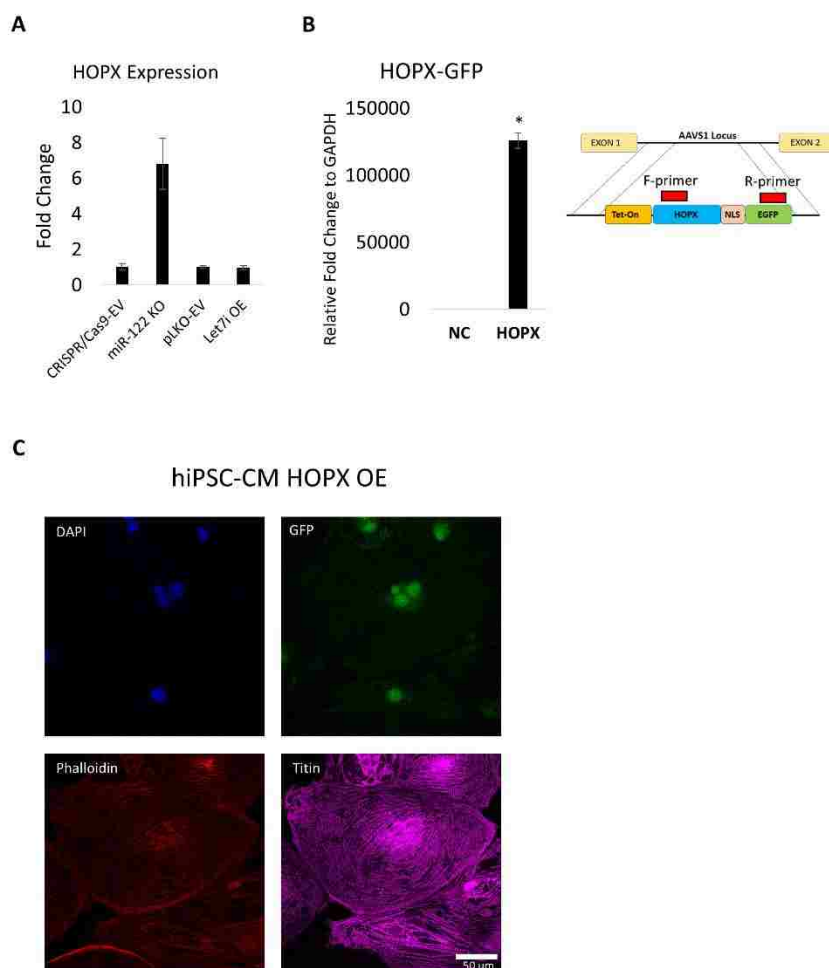 A
HOPX Expression
Fold Change
10
8
6
4
2
0
CRISPR/Cas9-EV
miR-122 KO
pLKO-EV
Let7i OE
B
HOPX-GFP
Relative Fold Change to GAPDH
150000
100000
50000
0
*
NC
HOPX
AAVS1 Locus
EXON 1
EXON 2
F-primer
R-primer
Tet-On
HOPX
NLS
EGFP
C
hiPSC-CM HOPX OE
DAPI
GFP
Phalloidin
Titin
50 µm